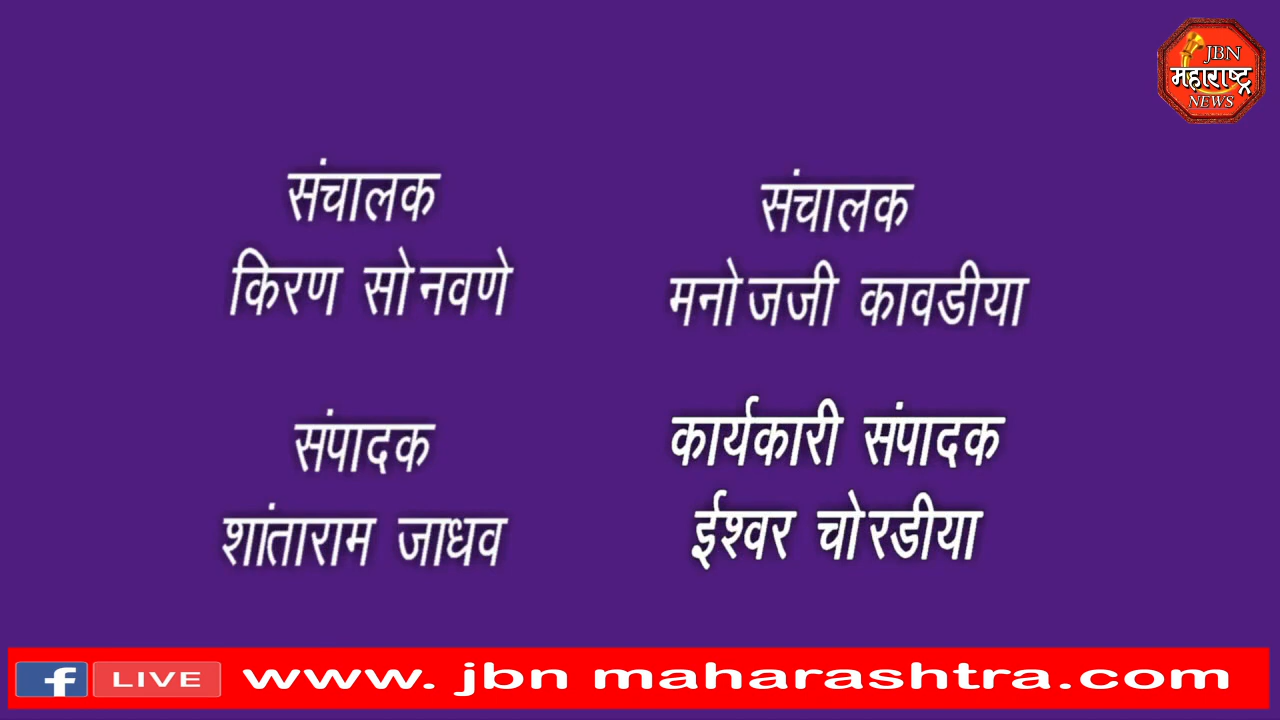 JBN
महाराष्ट्र
NEWS
संचालक
किरण सोनवणे
संचालक
मनोजजी कावडीया
संपादक
शांताराम जाधव
कार्यकारी संपादक
ईश्वर चोरडीया
f LIVE www. jbn maharashtra.com